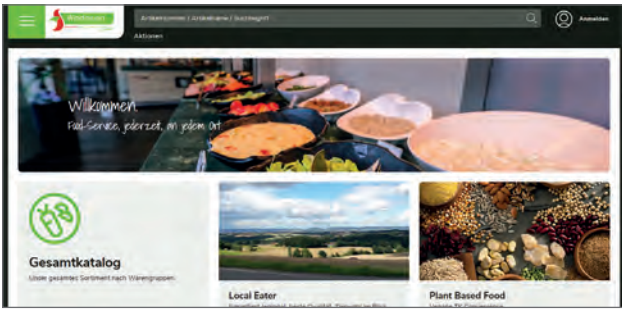 Artikelnummer / Artikelname / Suchbegriff
Anmelden
Aktionen
Willkommen
Food-Service, jederzeit, an jedem Ort
Gesamtkatalog
Unser gesamtes Sortiment nach Warengruppen.
Local Eater
Plant Based Food